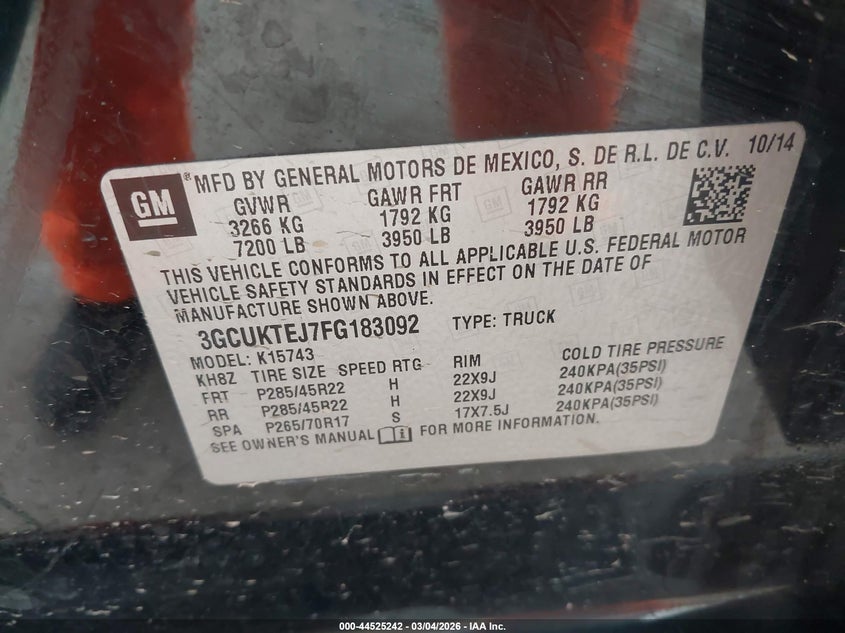 GM ® MFD BY GENERAL MOTORS DE MEXICO, S. DE R.L. DE C.V. 10/14
GVWR GAWR FRT GAWR RR
3266 KG 1792 KG 1792 KG
7200 LB 3950 LB 3950 LB
THIS VEHICLE CONFORMS TO ALL APPLICABLE U.S. FEDERAL MOTOR
VEHICLE SAFETY STANDARDS IN EFFECT ON THE DATE OF
MANUFACTURE SHOWN ABOVE.
3GCUKTEJ7FG183092 TYPE: TRUCK
MODEL: K15743
KH8Z TIRE SIZE SPEED RTG RIM COLD TIRE PRESSURE
FRT P285/45R22 H 22X9J 240KPA(35PSI)
RR P285/45R22 H 22X9J 240KPA(35PSI)
SPA P265/70R17 S 17X7.5J 240KPA(35PSI)
SEE OWNER'S MANUAL FOR MORE INFORMATION.
000-44525242 - 03/04/2026 - IAA Inc.